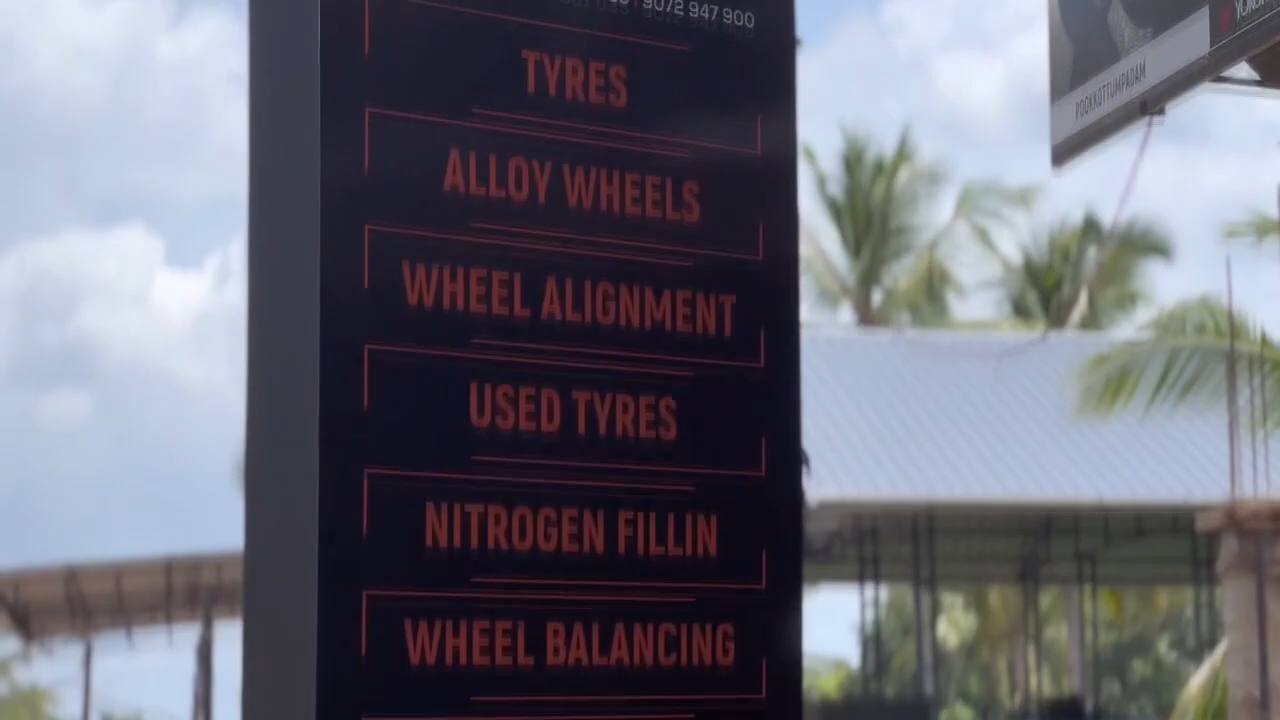 9072 947 900
TYRES
ALLOY WHEELS
WHEEL ALIGNMENT
USED TYRES
NITROGEN FILLIN
WHEEL BALANCING
POOKKOTTUMPADAM